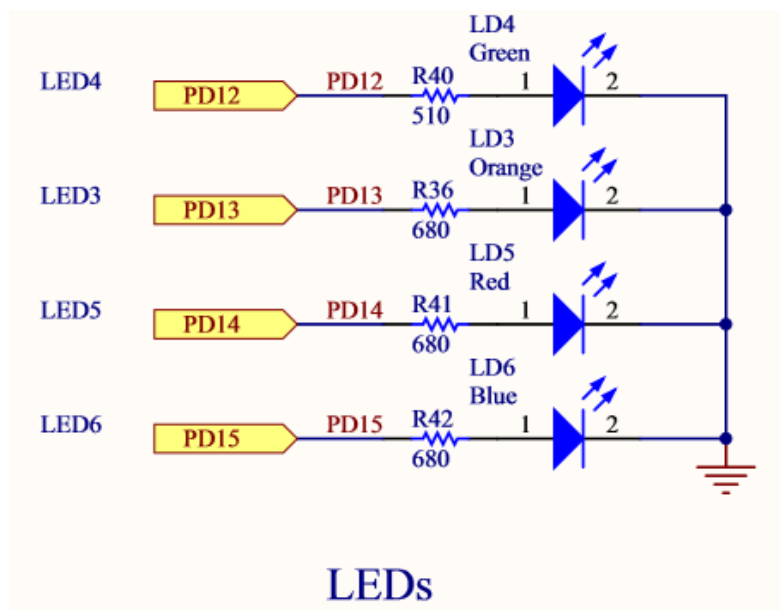 LD4
Green
LED4 PD12 PD12 R40 1 2
510
LD3
Orange
LED3 PD13 PD13 R36 1 2
680
LD5
Red
LED5 PD14 PD14 R41 1 2
680
LD6
Blue
LED6 PD15 PD15 R42 1 2
680
LEDs